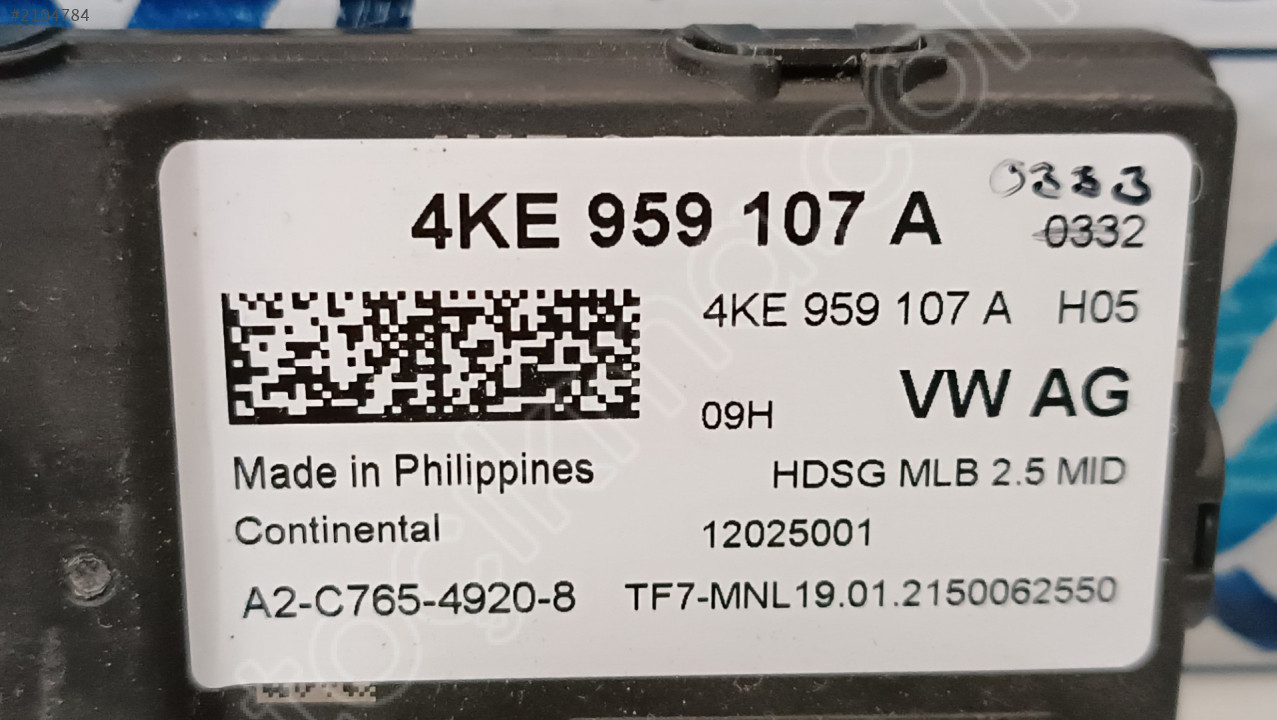 4KE 959 107 A
0333
0332
4KE 959 107 A H05
09H
VW AG
Made in Philippines
HDSG MLB 2.5 MID
Continental
12025001
A2-C765-4920-8
TF7-MNL19.01.2150062550